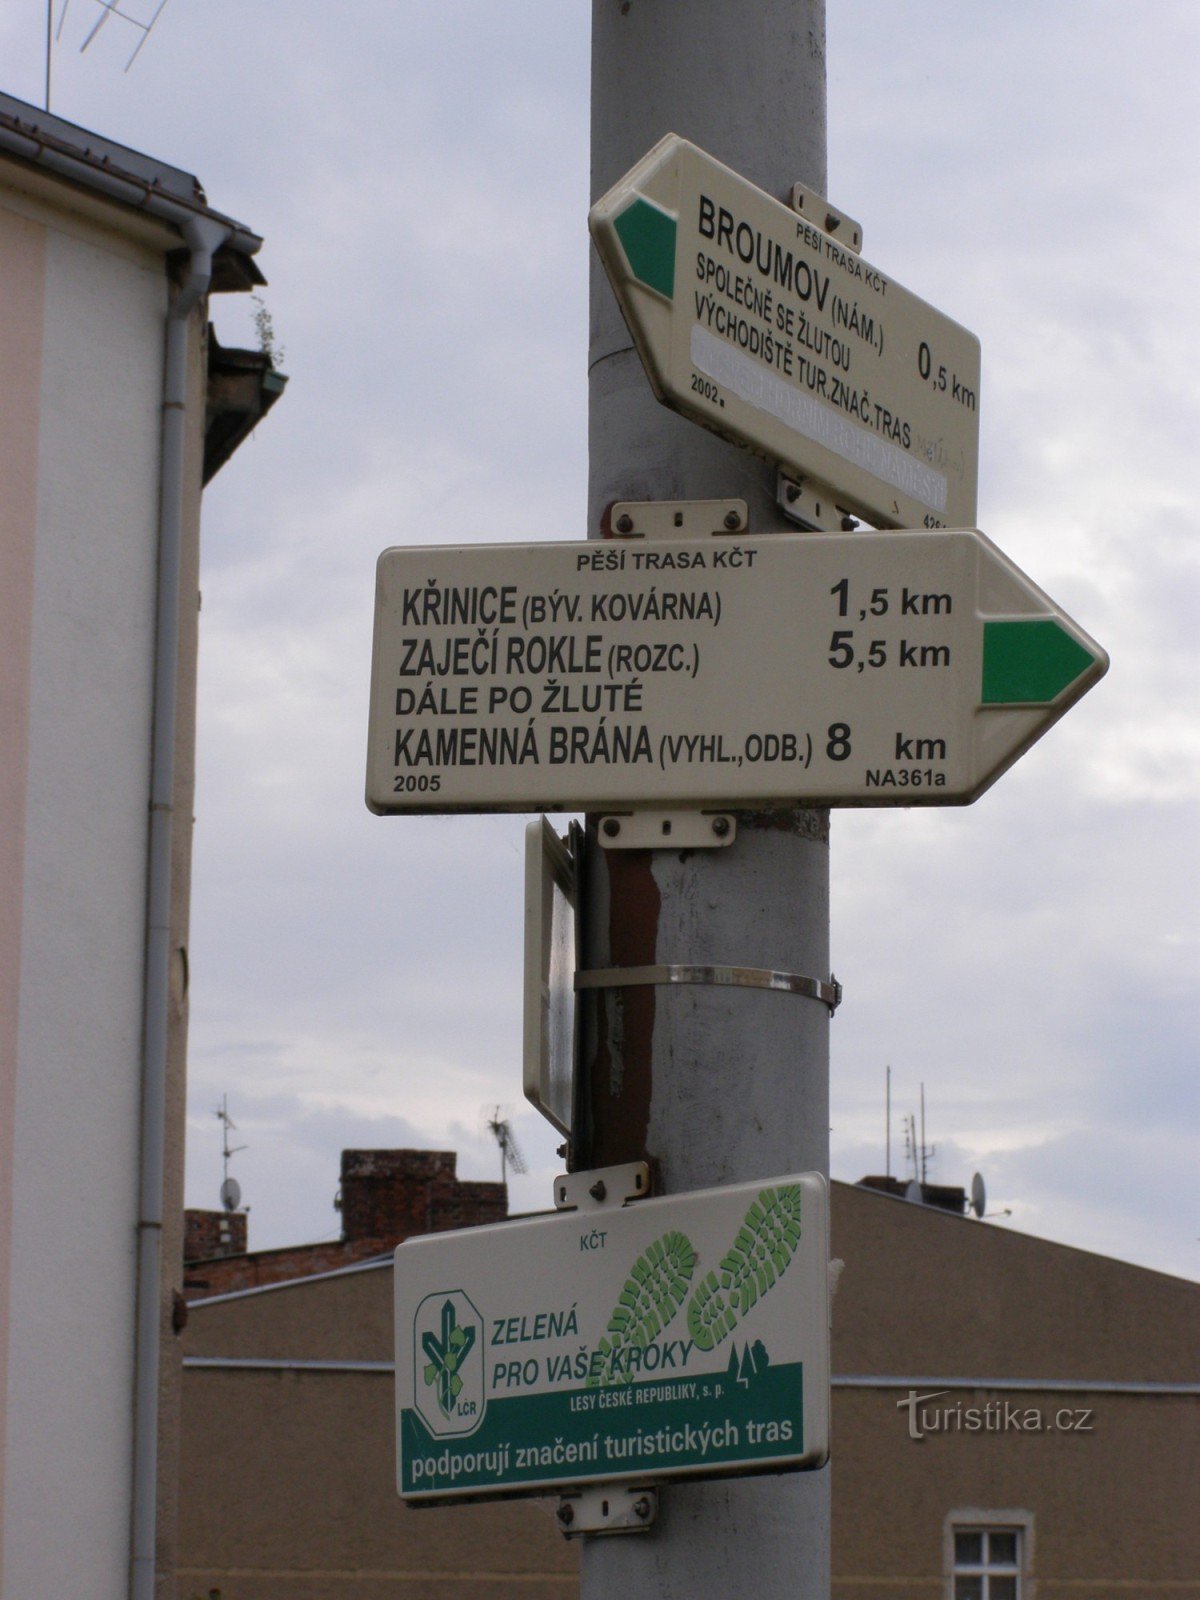 PĚŠÍ TRASA KČT
BROUMOV (NÁM.) 0,5 km
SPOLEČNĚ SE ŽLUTOU
VÝCHODIŠTĚ TUR.ZNAČ.TRAS
2002
PĚŠÍ TRASA KČT
KŘINICE (BÝV. KOVÁRNA) 1,5 km
ZAJEČÍ ROKLE (ROZC.) 5,5 km
DÁLE PO ŽLUTÉ
KAMENNÁ BRÁNA (VYHL.,ODB.) 8 km
2005 NA361a
KČT
ZELENÁ
PRO VAŠE KROKY
LČR
LESY ČESKÉ REPUBLIKY, s. p.
podporují značení turistických tras
Turistika.cz